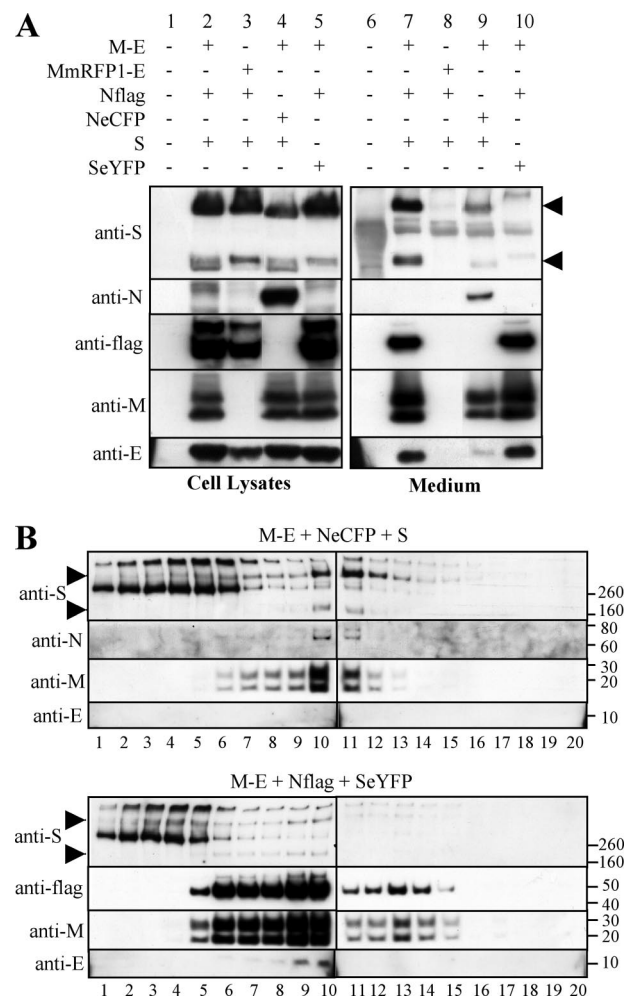 A
1 2 3 4 5 6 7 8 9 10
M-E - + - + + - + - + +
MmRFP1-E - - + - - - - + - -
Nflag - + + - + - + + - +
NeCFP - - - + - - - - + -
S - + + + - - + + + -
SeYFP - - - - + - - - - +
anti-S
anti-N
anti-flag
anti-M
anti-E
Cell Lysates Medium
B
M-E + NeCFP + S
anti-S
260
160
anti-N
80
60
anti-M
30
20
anti-E
10
1 2 3 4 5 6 7 8 9 10 11 12 13 14 15 16 17 18 19 20
M-E + Nflag + SeYFP
anti-S
260
160
anti-flag
50
40
anti-M
30
20
anti-E
10
1 2 3 4 5 6 7 8 9 10 11 12 13 14 15 16 17 18 19 20